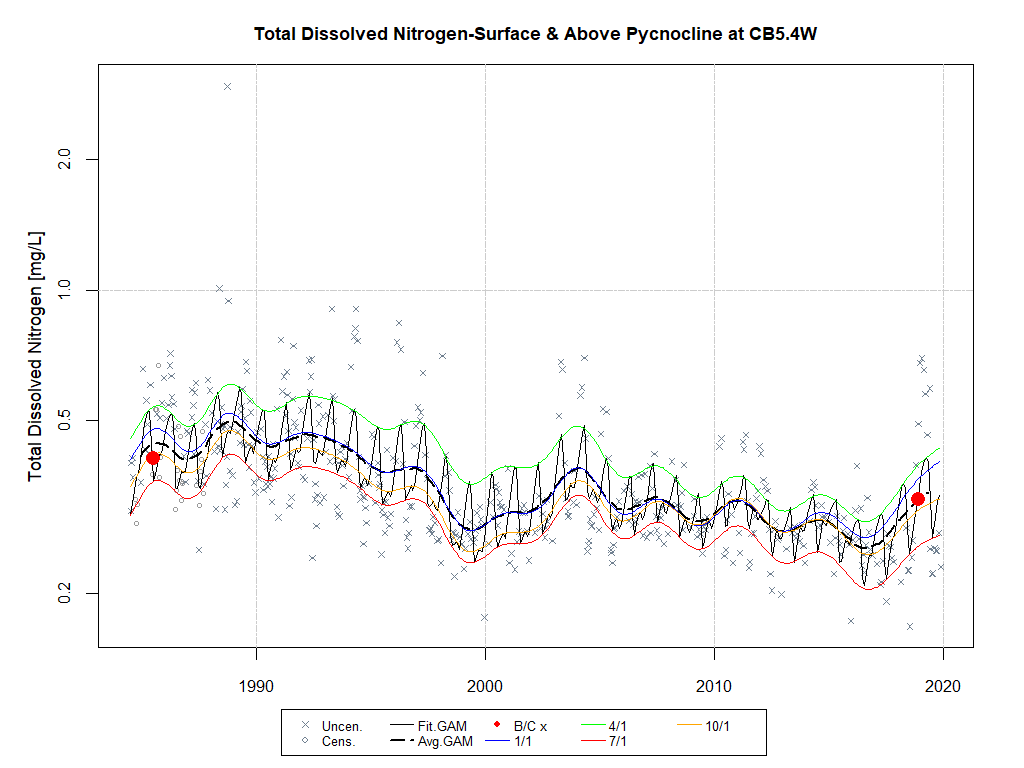 Total Dissolved Nitrogen-Surface & Above Pycnocline at CB5.4W
Total Dissolved Nitrogen [mg/L]
2.0
1.0
0.5
0.2
1990 2000 2010 2020
Uncen. Fit.GAM B/C x 4/1 10/1
Cens. Avg.GAM 1/1 7/1